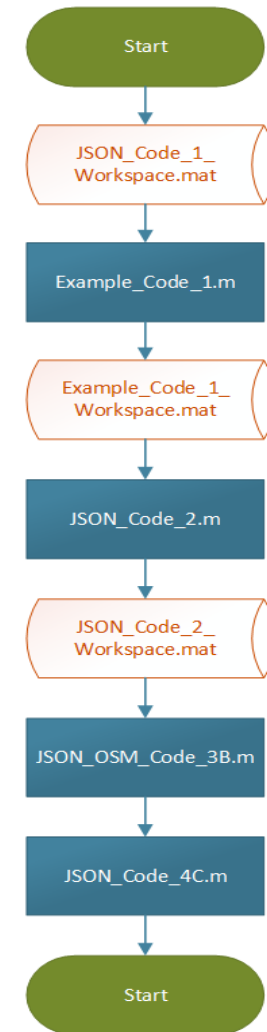 Start
JSON_Code_1_
Workspace.mat
Example_Code_1.m
Example_Code_1_
Workspace.mat
JSON_Code_2.m
JSON_Code_2_
Workspace.mat
JSON_OSM_Code_3B.m
JSON_Code_4C.m
Start